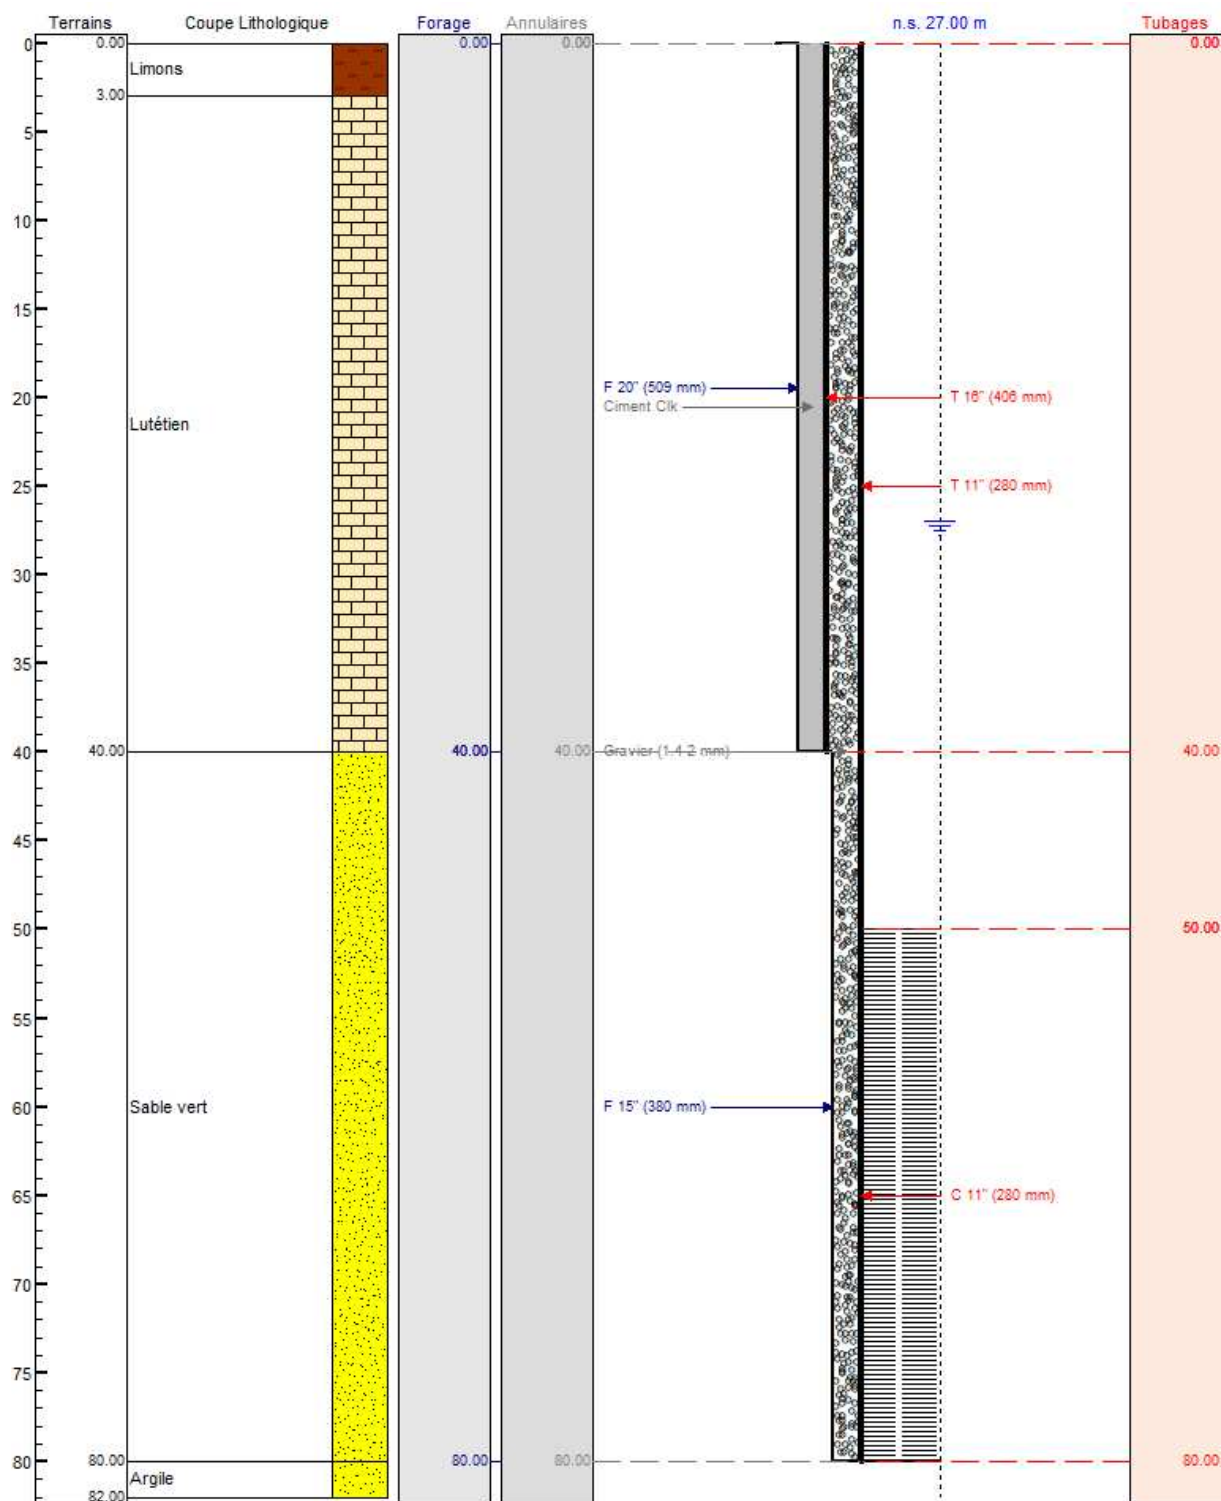 Terrains Coupe Lithologique Forage Annulaires n.s. 27.00 m Tubages
0 0.00 0.00 0.00 0.00
Limons
3.00
5
10
15
F 20" (509 mm)
20 Ciment Clk T 16" (406 mm)
Lutétien
25 T 11" (280 mm)
30
35
40 40.00 40.00 40.00 Gravier (1.4 2 mm) 40.00
45
50 50.00
55
60 Sable vert F 15" (380 mm)
65 C 11" (280 mm)
70
75
80 80.00 80.00 80.00 80.00
Argile
82.00